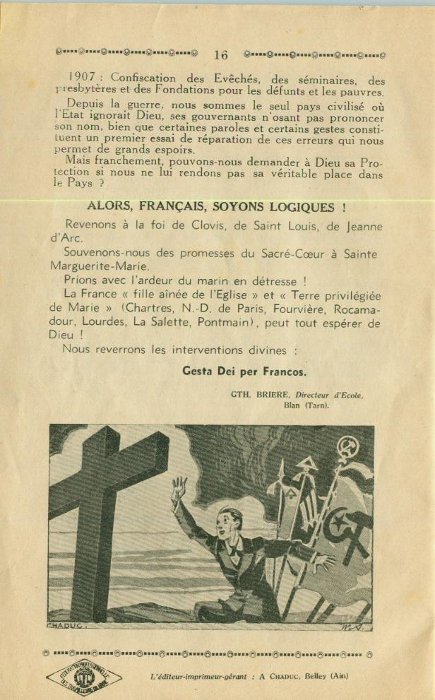 16
1907 : Confiscation des Evêchés, des séminaires, des
presbytères et des Fondations pour les défunts et les pauvres.
Depuis la guerre, nous sommes le seul pays civilisé où
l'Etat ignorait Dieu, ses gouvernants n'osant pas prononcer
son nom, bien que certaines paroles et certains gestes consti-
tuent un premier essai de réparation de ces erreurs qui nous
permet de grands espoirs.
Mais franchement, pouvons-nous demander à Dieu sa Pro-
tection si nous ne lui rendons pas sa véritable place dans
le Pays ?
ALORS, FRANÇAIS, SOYONS LOGIQUES !
Revenons à la foi de Clovis, de Saint Louis, de Jeanne
d'Arc.
Souvenons-nous des promesses du Sacré-Cœur à Sainte
Marguerite-Marie.
Prions avec l'ardeur du marin en détresse !
La France « fille aînée de l'Eglise » et « Terre privilégiée
de Marie » (Chartres, N.-D. de Paris, Fourvière, Rocama-
dour, Lourdes, La Salette, Pontmain), peut tout espérer de
Dieu !
Nous reverrons les interventions divines :
Gesta Dei per Francos.
GTH. BRIERE, Directeur d'Ecole,
Blan (Tarn).
CHADUC.
L'éditeur-imprimeur-gérant : A CHADUC, Belley (Ain)